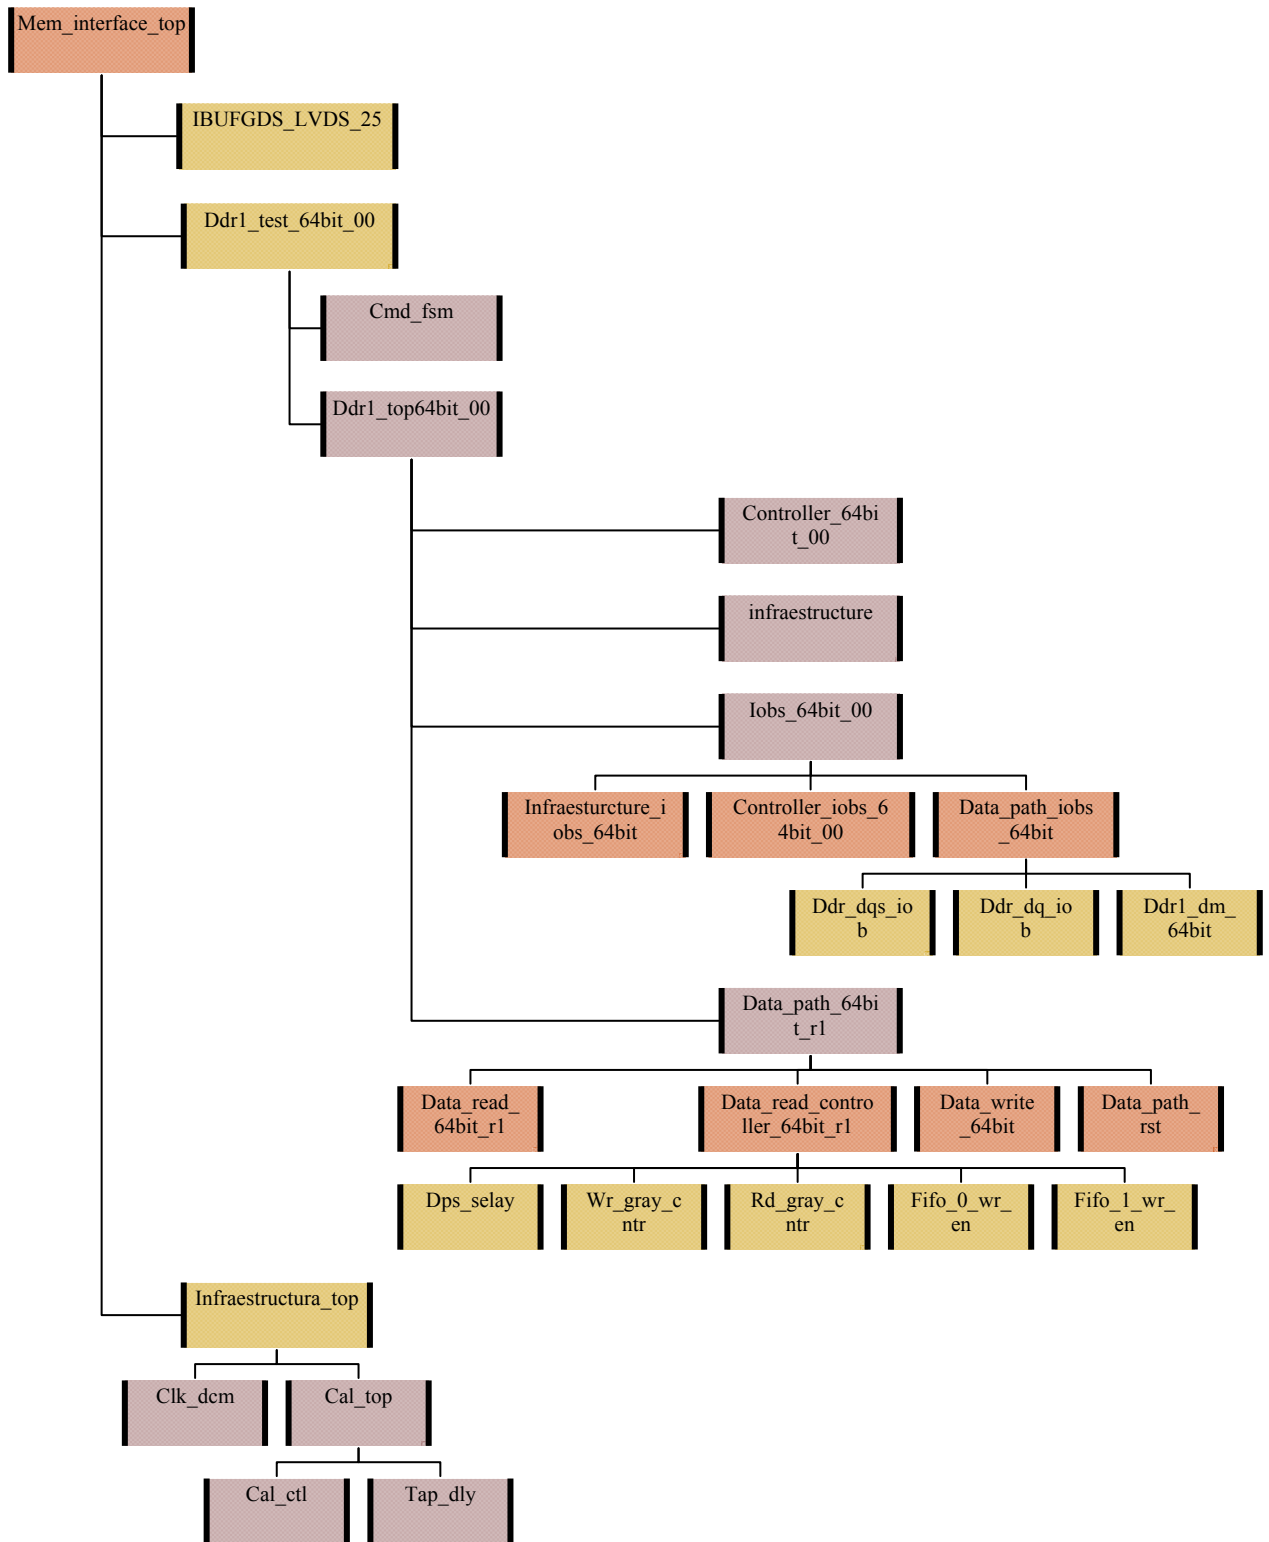 Mem_interface_top
IBUFGDS_LVDS_25
Ddr1_test_64bit_00
Cmd_fsm
Ddr1_top64bit_00
Controller_64bi
t_00
infraestructure
Iobs_64bit_00
Infraesturcture_i
obs_64bit
Controller_iobs_6
4bit_00
Data_path_iobs
_64bit
Ddr_dqs_io
b
Ddr_dq_io
b
Ddr1_dm_
64bit
Data_path_64bi
t_r1
Data_read_
64bit_r1
Data_read_contro
ller_64bit_r1
Data_write
_64bit
Data_path_
rst
Dps_selay
Wr_gray_c
ntr
Rd_gray_c
ntr
Fifo_0_wr_
en
Fifo_1_wr_
en
Infraestructura_top
Clk_dcm
Cal_top
Cal_ctl
Tap_dly